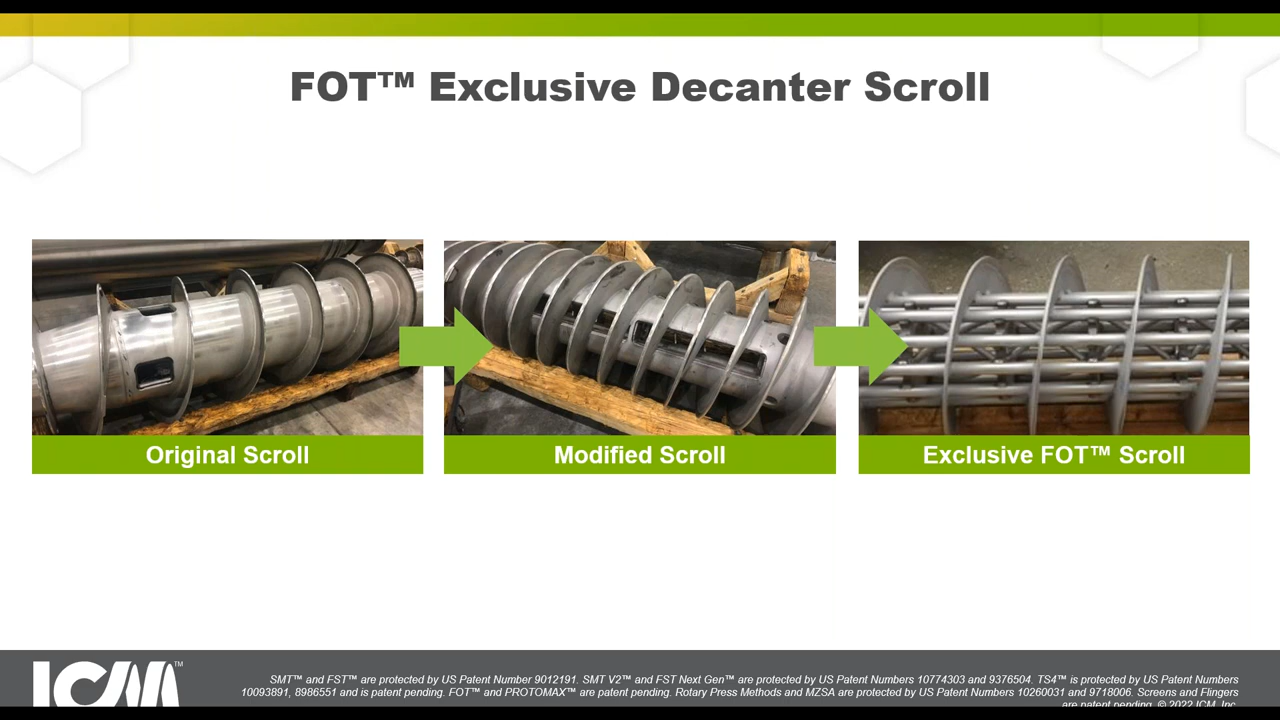 FOT™ Exclusive Decanter Scroll
Original Scroll
Modified Scroll
Exclusive FOT™ Scroll
ICM™
SMT™ and FST™ are protected by US Patent Number 9012191. SMT V2™ and FST Next Gen™ are protected by US Patent Numbers 10774303 and 9376504. TS4™ is protected by US Patent Numbers
10093891, 8986551 and is patent pending. FOT™ and PROTOMAX™ are patent pending. Rotary Press Methods and MZSA are protected by US Patent Numbers 10260031 and 9718006. Screens and Flingers
are patent pending. © 2022 ICM, Inc.